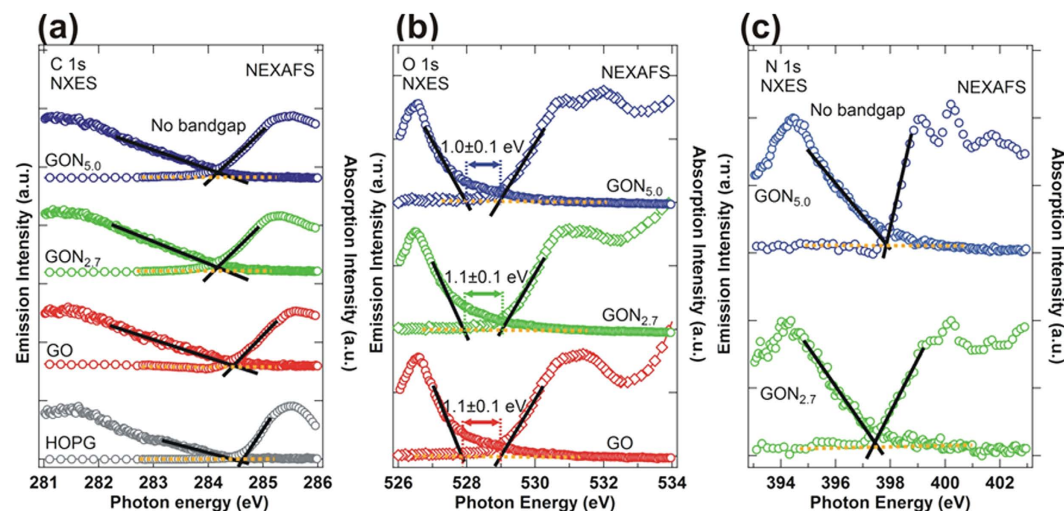 (a)
C 1s
NXES
NEXAFS
No bandgap
GON5.0
GON2.7
GO
HOPG
Emission Intensity (a.u.)
Absorption Intensity (a.u.)
281 282 283 284 285 286
Photon energy (eV)
(b)
O 1s
NXES
NEXAFS
1.0±0.1 eV
GON5.0
1.1±0.1 eV
GON2.7
1.1±0.1 eV
GO
Emission Intensity (a.u.)
Absorption Intensity (a.u.)
526 528 530 532 534
Photon Energy (eV)
(c)
N 1s
NXES
NEXAFS
No bandgap
GON5.0
GON2.7
Emission Intensity (a.u.)
Absorption Intensity (a.u.)
394 396 398 400 402
Photon Energy (eV)